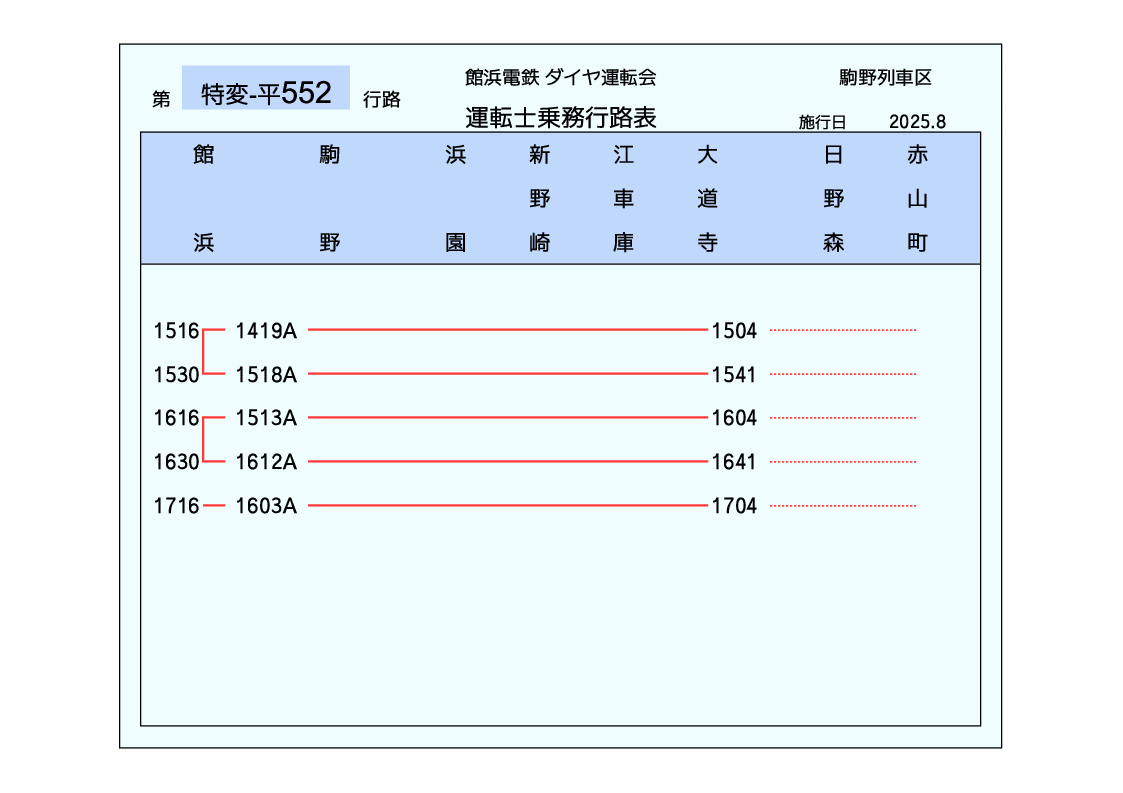 第 特変-平552 行路
館浜電鉄 ダイヤ運転会
運転士乗務行路表
駒野列車区
施行日 2025.8
館浜 駒野 浜園 新野崎 江車庫 大道寺 日野森 赤山町
1516 1419A 1504
1530 1518A 1541
1616 1513A 1604
1630 1612A 1641
1716 1603A 1704